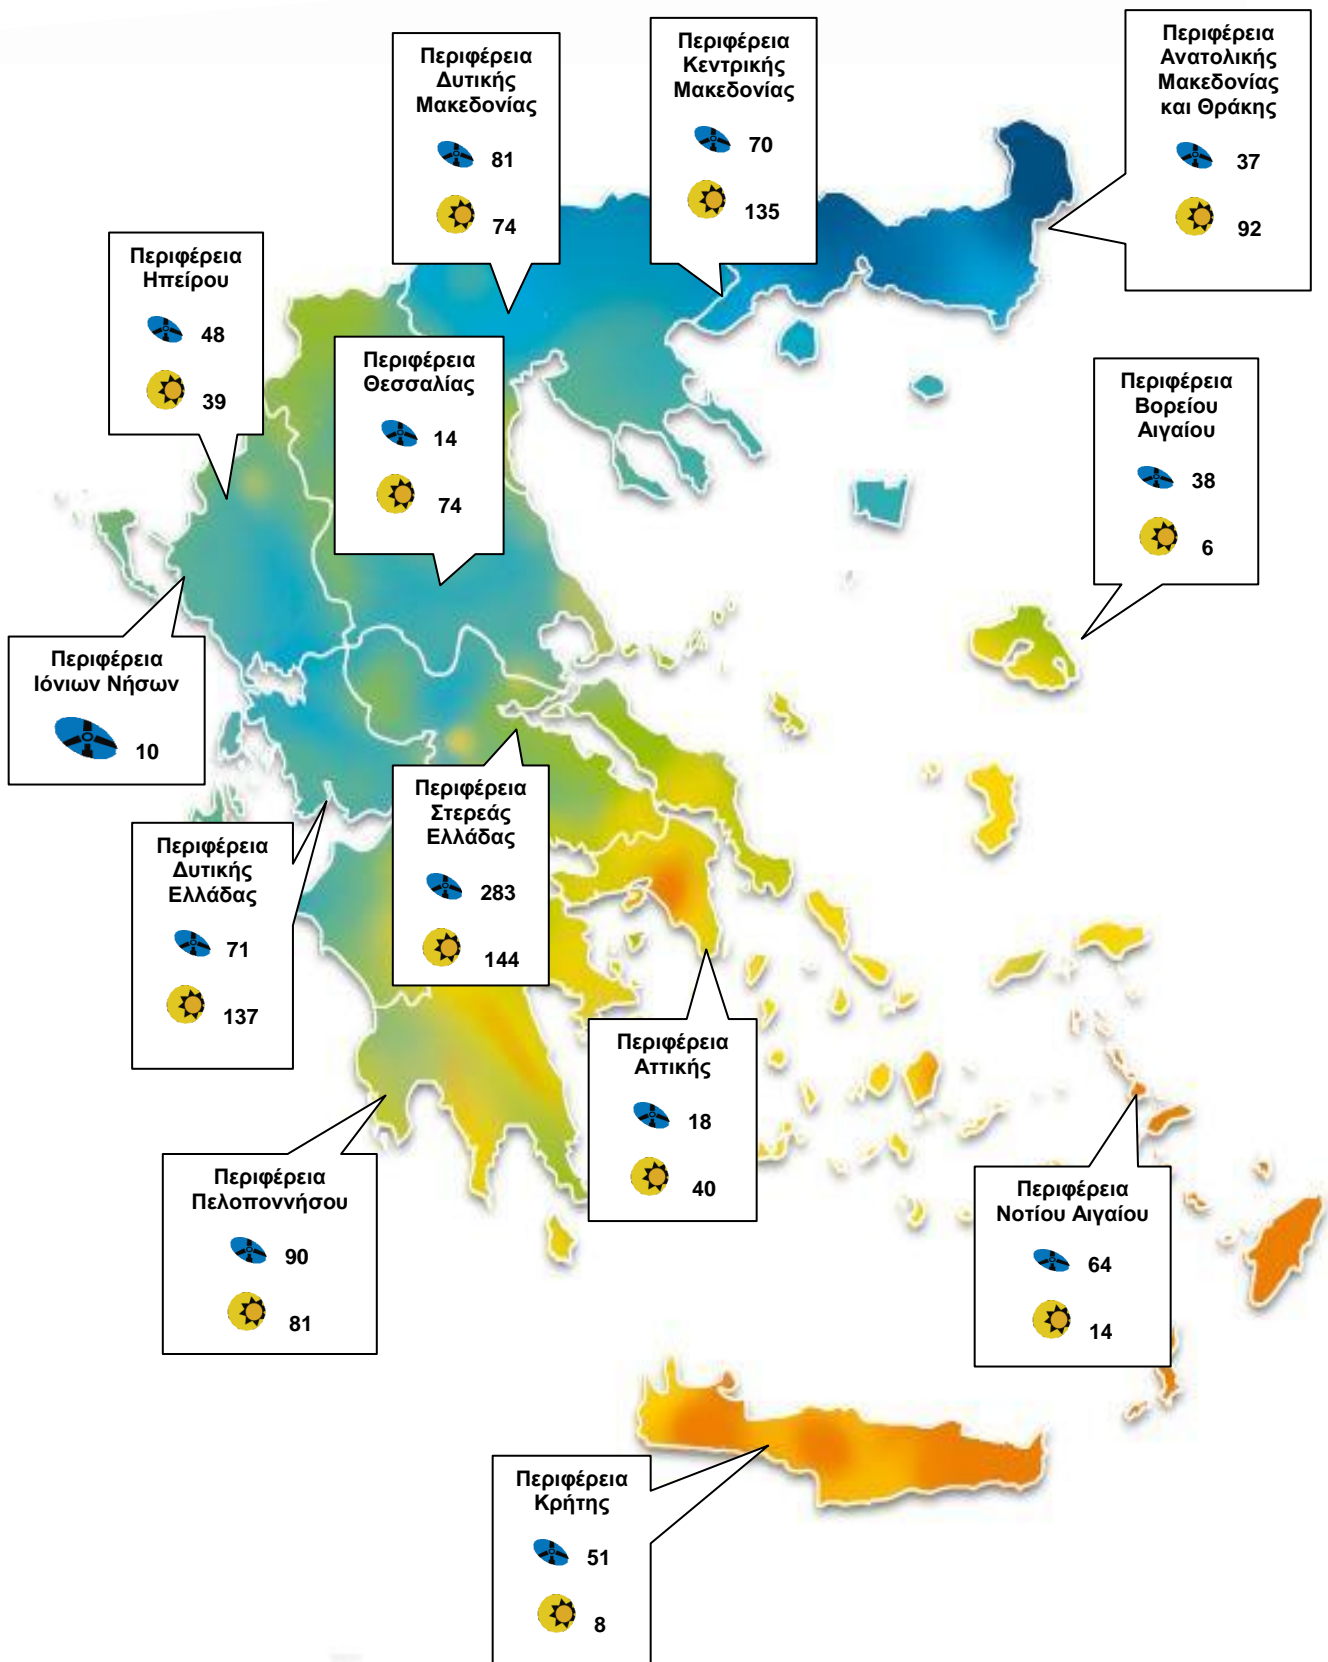 Περιφέρεια
Δυτικής
Μακεδονίας
81
74
Περιφέρεια
Κεντρικής
Μακεδονίας
70
135
Περιφέρεια
Ανατολικής
Μακεδονίας
και Θράκης
37
92
Περιφέρεια
Ηπείρου
48
39
Περιφέρεια
Θεσσαλίας
14
74
Περιφέρεια
Βορείου
Αιγαίου
38
6
Περιφέρεια
Ιόνιων Νήσων
10
Περιφέρεια
Στερεάς
Ελλάδας
283
144
Περιφέρεια
Δυτικής
Ελλάδας
71
137
Περιφέρεια
Αττικής
18
40
Περιφέρεια
Πελοποννήσου
90
81
Περιφέρεια
Νοτίου Αιγαίου
64
14
Περιφέρεια
Κρήτης
51
8